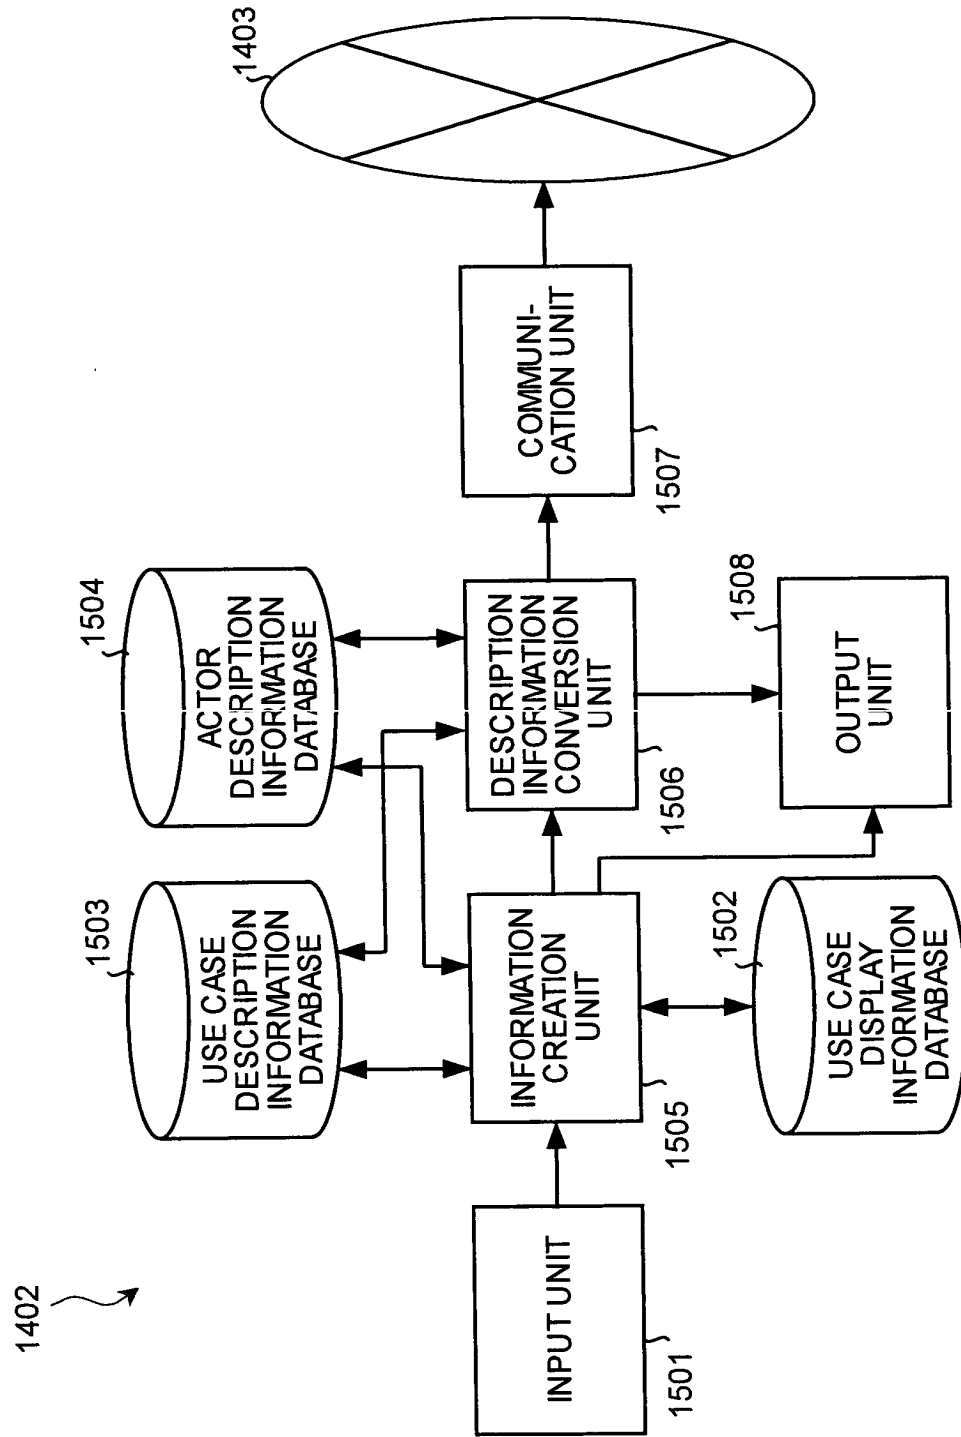 1402
1403
1503
USE CASE
DESCRIPTION
INFORMATION
DATABASE
1504
ACTOR
DESCRIPTION
INFORMATION
DATABASE
INPUT UNIT
1501
INFORMATION
CREATION
UNIT
1505
DESCRIPTION
INFORMATION
CONVERSION
UNIT
1506
COMMUNI-
CATION UNIT
1507
1502
USE CASE
DISPLAY
INFORMATION
DATABASE
1508
OUTPUT
UNIT